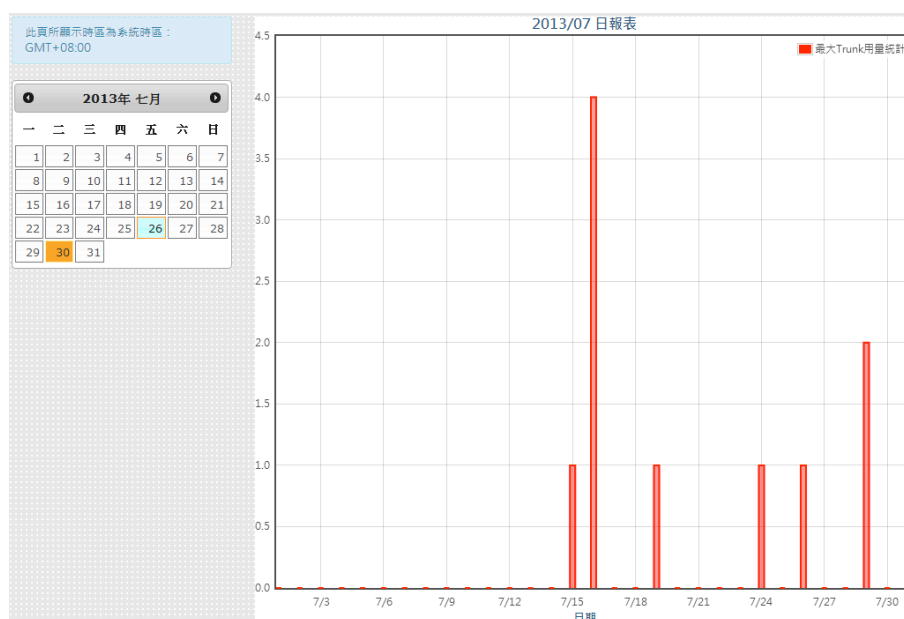 此頁所顯示時區為系統時區：
GMT+08:00
2013年 七月
一 二 三 四 五 六 日
1 2 3 4 5 6 7
8 9 10 11 12 13 14
15 16 17 18 19 20 21
22 23 24 25 26 27 28
29 30 31
2013/07 日報表
最大Trunk用量統計
4.5
4.0
3.5
3.0
2.5
2.0
1.5
1.0
0.5
0.0
7/3 7/6 7/9 7/12 7/15 7/18 7/21 7/24 7/27 7/30
日期